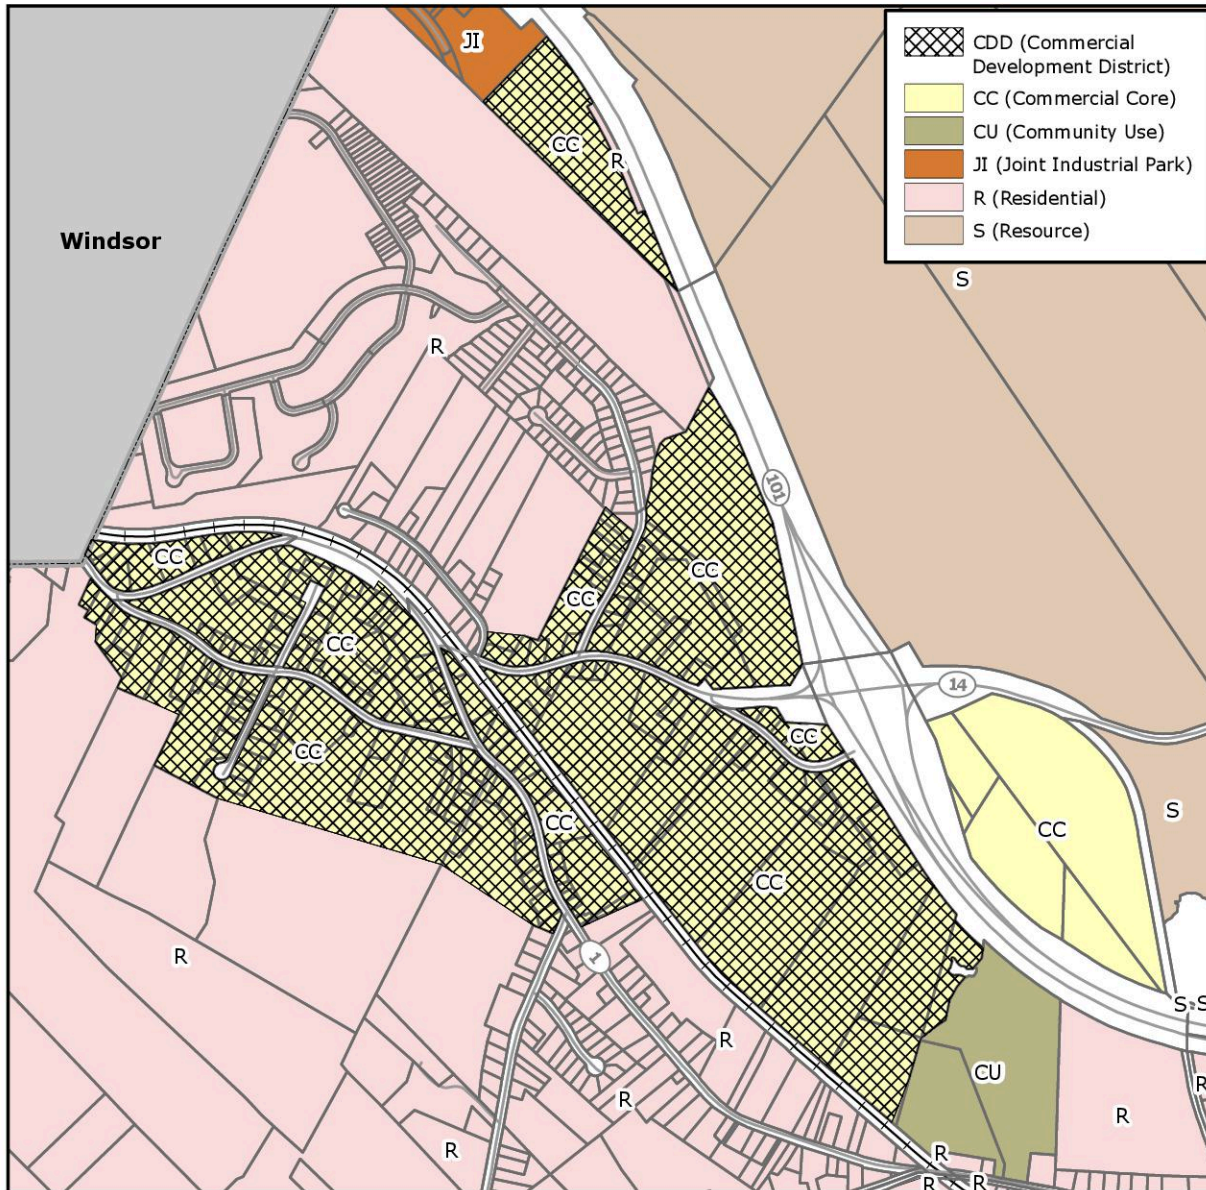 JI
CDD (Commercial
Development District)
CC (Commercial Core)
CU (Community Use)
JI (Joint Industrial Park)
R (Residential)
S (Resource)
CC
R
Windsor
S
R
101
CC
CC
CC
CC
14
CC
CC
CC
CC
CC
S
CC
R
1
S
S
R
CU
R
R
R
R
R
R
R